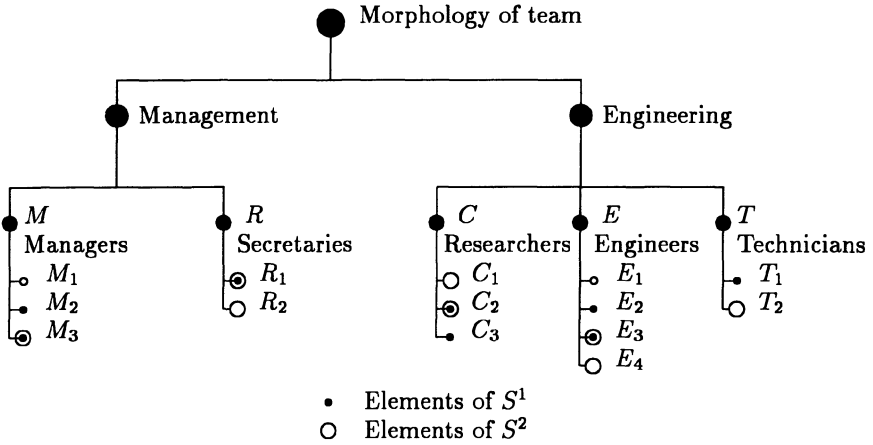 Morphology of team
Management
Engineering
M
R
C
E
T
Managers
Secretaries
Researchers
Engineers
Technicians
M₁
R₁
C₁
E₁
T₁
M₂
R₂
C₂
E₂
T₂
M₃
C₃
E₃
E₄
Elements of S¹
Elements of S²